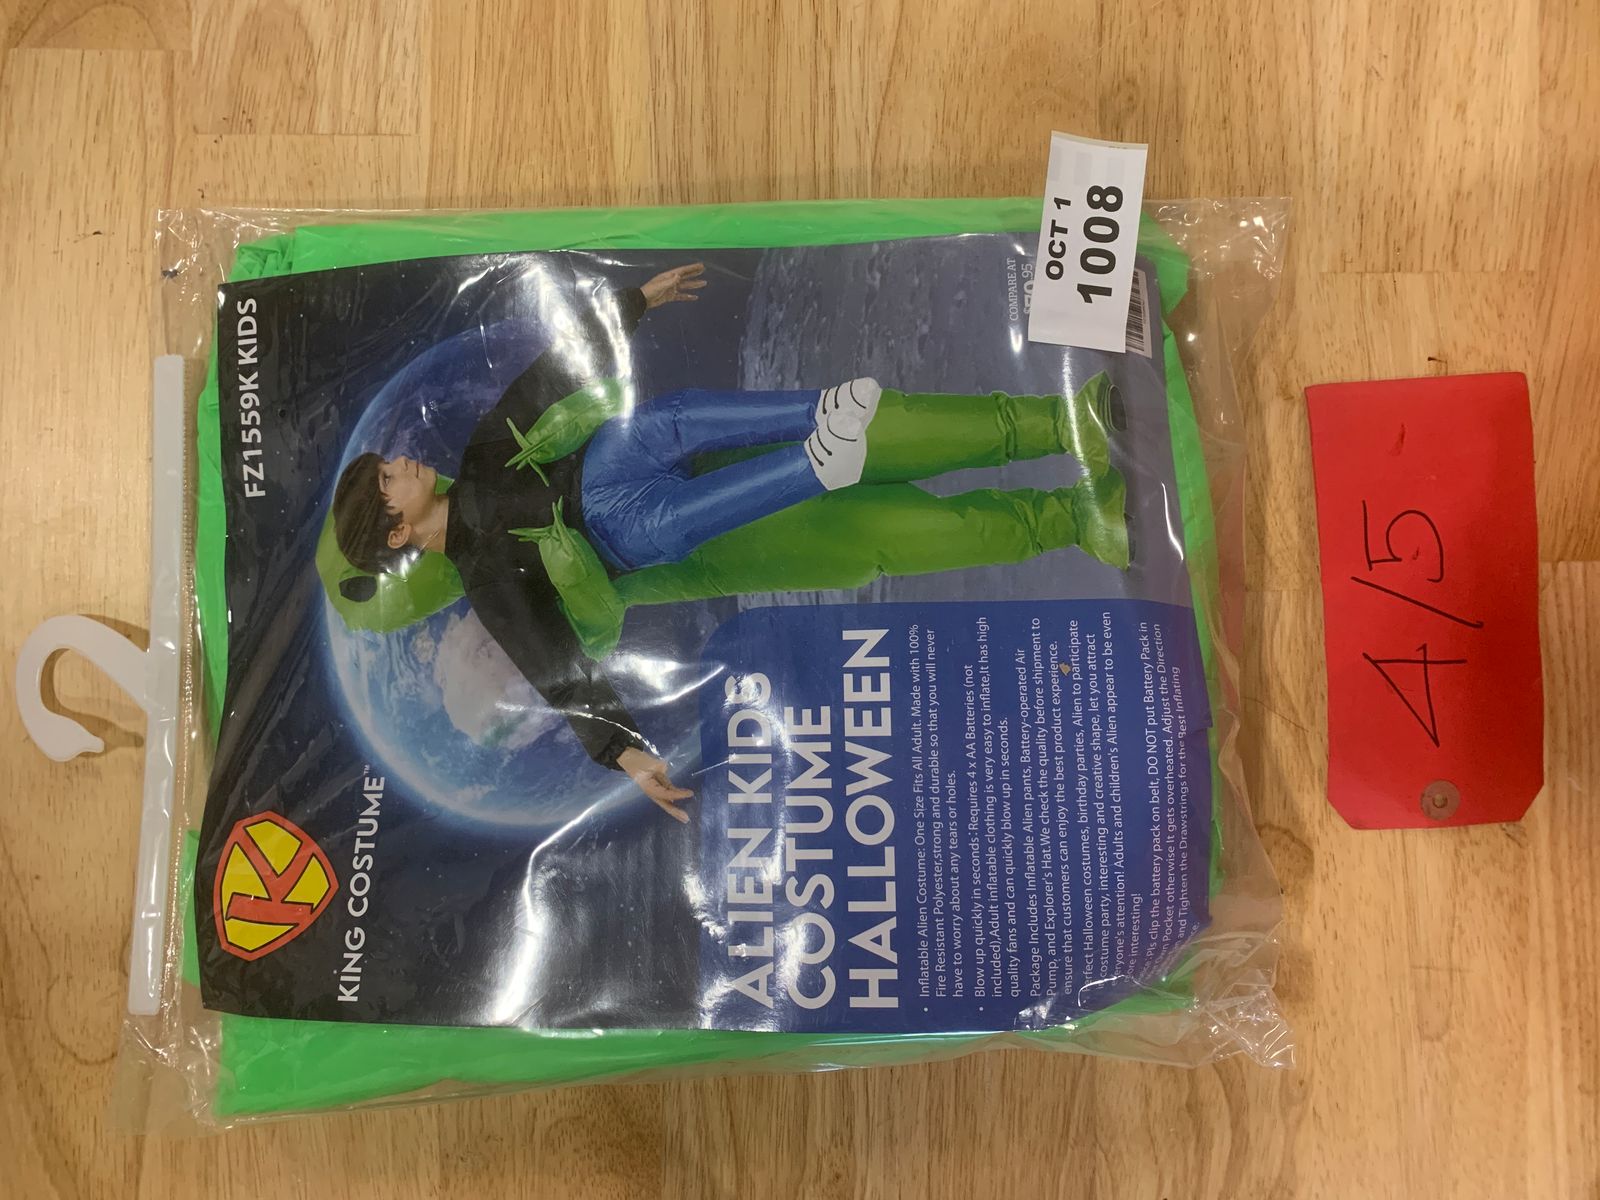 FZ1559K KIDS
KING COSTUME™
ALIEN KIDS
COSTUME
HALLOWEEN
COMPARE AT
OCT 1
1008
• Inflatable Alien Costume: One Size Fits All Adult. Made with 100%
Fire Resistant Polyester,strong and durable so that you will never
have to worry about any tears or holes.
• Blow up quickly in seconds : Requires 4 x AA Batteries (not
included),Adult inflatable clothing is very easy to inflate,It has high
quality fans and can quickly blow up in seconds.
Package Includes Inflatable Alien pants, Battery-operated Air
Pump, and Explorer's Hat.We check the quality before shipment to
ensure that customers can enjoy the best product experience.
Halloween costumes, birthday parties, Alien to participate
costume party, interesting and creative shape, let you attract
attention! Adults and children's Alien appear to be even
interesting!
Pls clip the battery pack on belt, DO NOT put Battery Pack in
Pocket otherwise It gets overheated. Adjust the Direction
and Tighten the Drawstrings for the Best Inflating
4/5